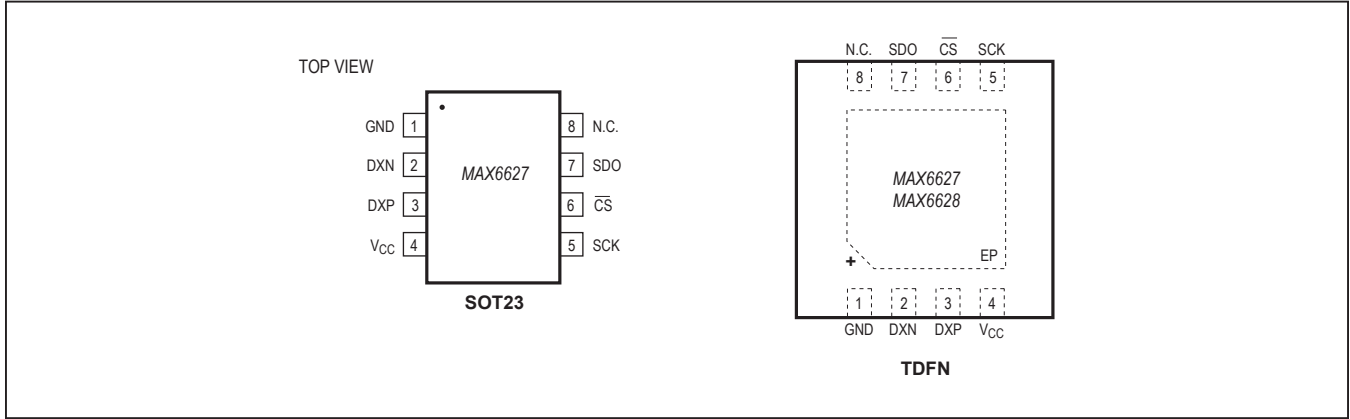 TOP VIEW
GND 1
DXN 2
DXP 3
VCC 4
MAX6627
8 N.C.
7 SDO
6 CS
5 SCK
SOT23
N.C. SDO CS SCK
8 7 6 5
MAX6627
MAX6628
EP
+
1 2 3 4
GND DXN DXP VCC
TDFN